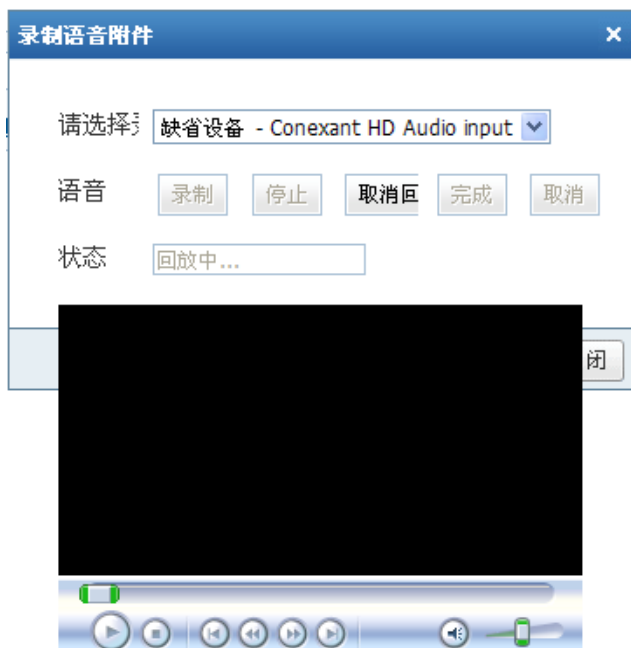 录制语音附件
请选择
缺省设备 - Conexant HD Audio input
语音 录制 停止 取消回 完成 取消
状态 回放中...
闭